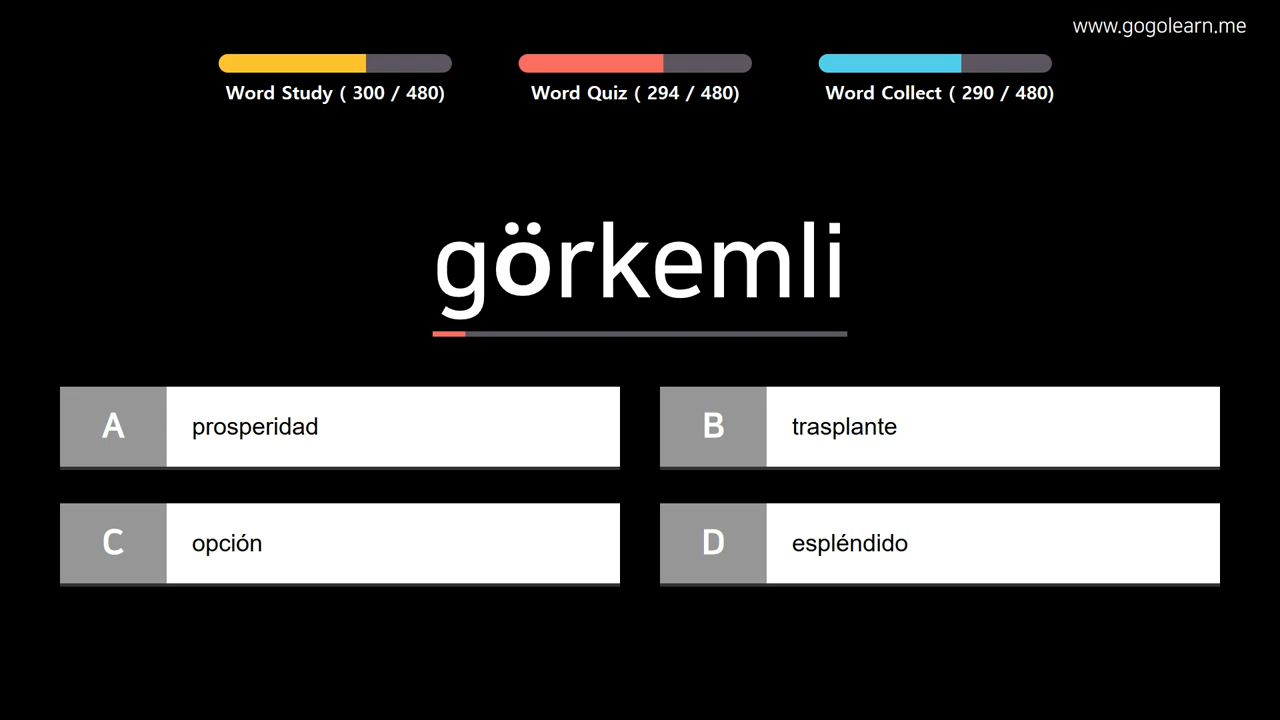 www.gogolearn.me
Word Study ( 300 / 480)
Word Quiz ( 294 / 480)
Word Collect ( 290 / 480)
görkemli
A prosperidad
B trasplante
C opción
D espléndido